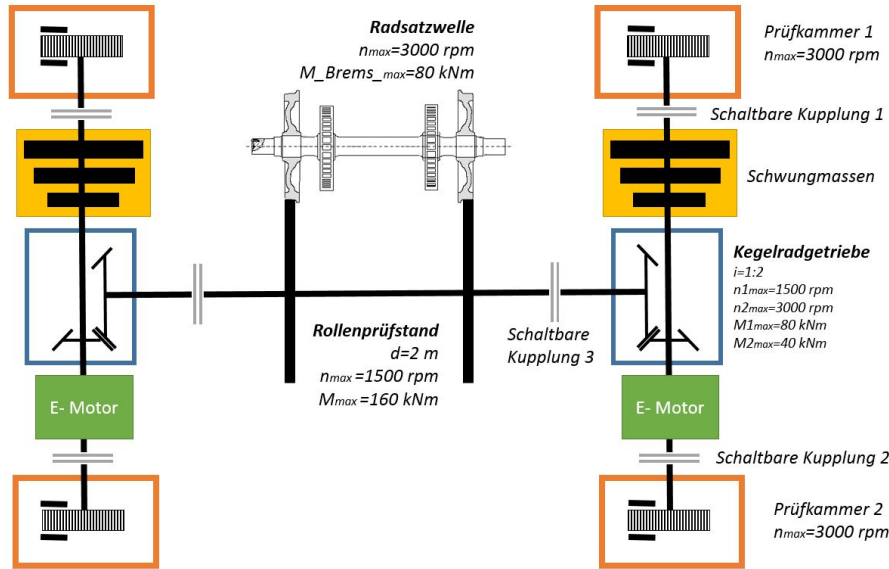 Radsatzwelle
nmax=3000 rpm
M_Brems_max=80 kNm
Prüfkammer 1
nmax=3000 rpm
Schaltbare Kupplung 1
Schwungmassen
Kegelradgetriebe
i=1:2
n1max=1500 rpm
n2max=3000 rpm
M1max=80 kNm
M2max=40 kNm
Rollenprüfstand
d=2 m
nmax =1500 rpm
Mmax =160 kNm
Schaltbare
Kupplung 3
E- Motor
E- Motor
Schaltbare Kupplung 2
Prüfkammer 2
nmax=3000 rpm